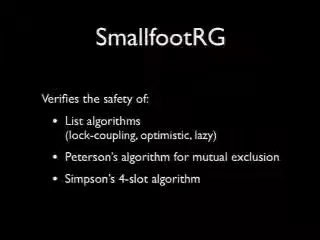 SmallfootRG
Verifies the safety of:
• List algorithms
(lock-coupling, optimistic, lazy)
• Peterson's algorithm for mutual exclusion
• Simpson's 4-slot algorithm